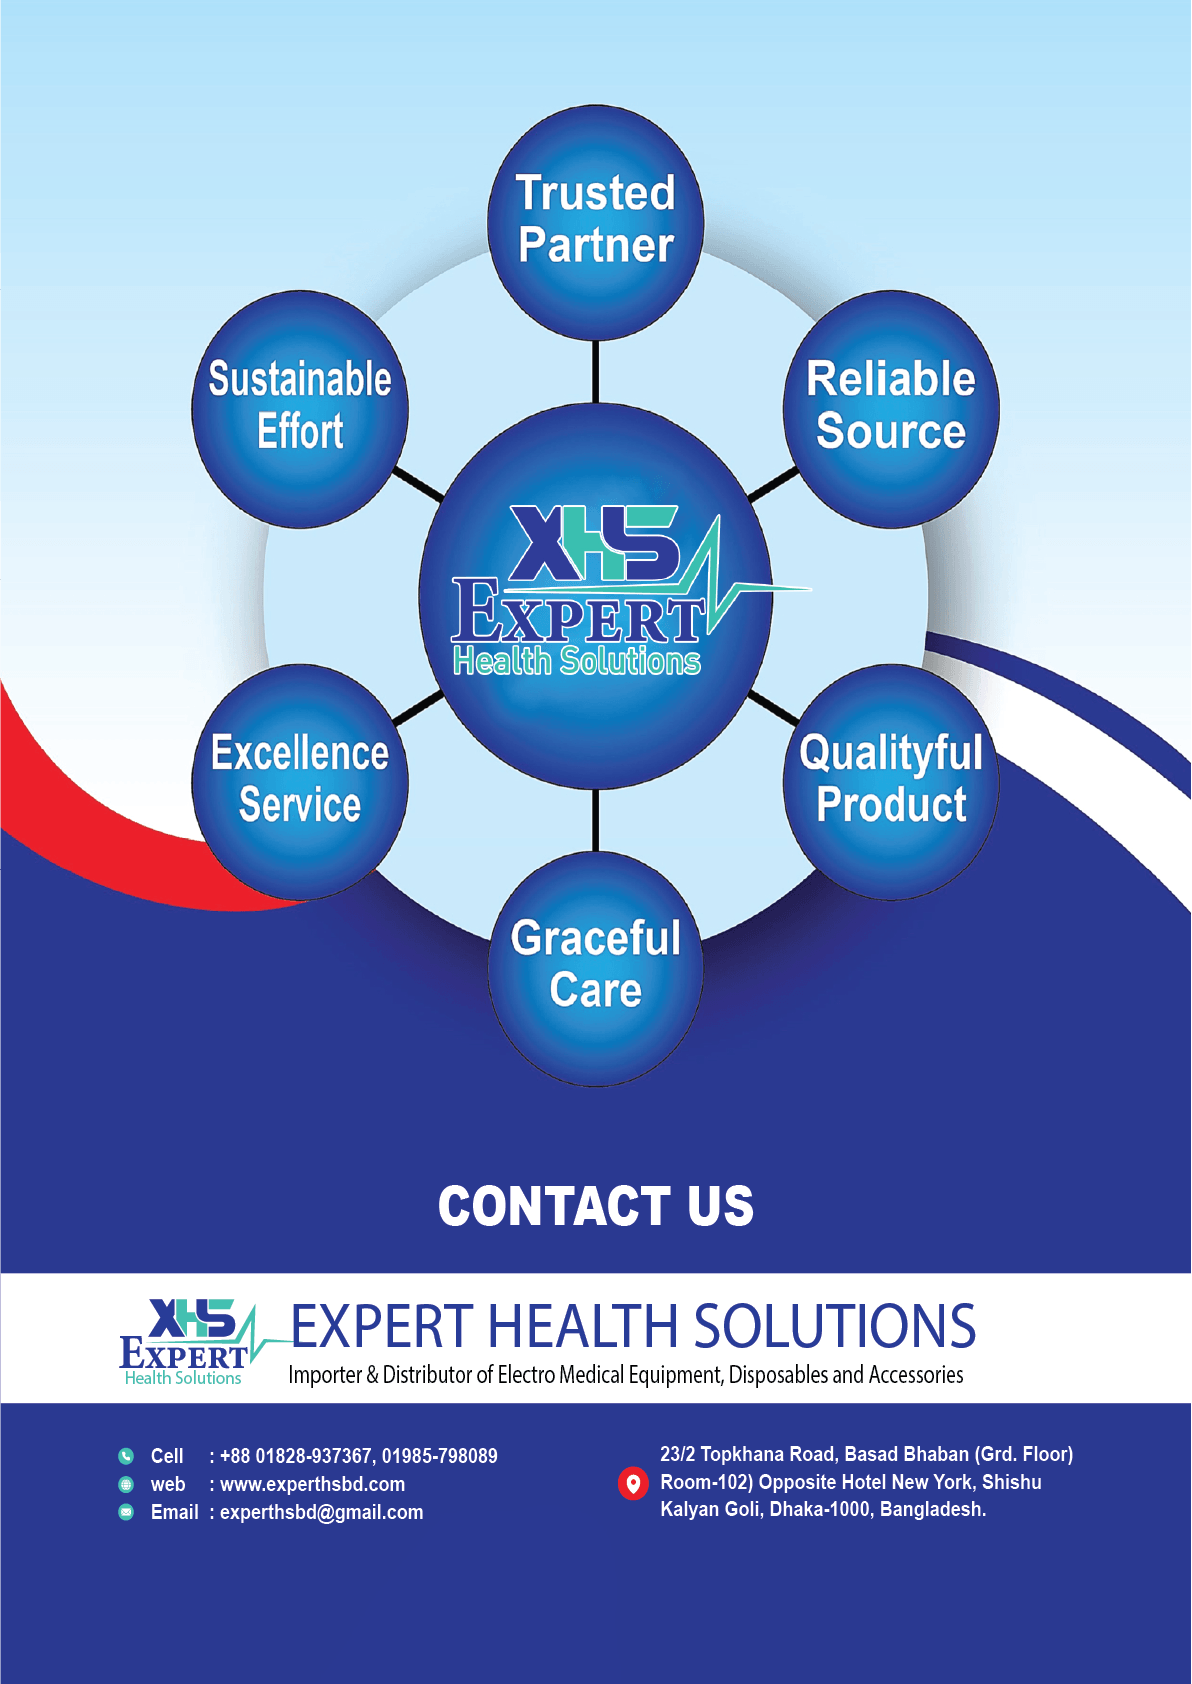 Trusted
Partner
Sustainable
Effort
Reliable
Source
XHS
EXPERT
Health Solutions
Excellence
Service
Qualityful
Product
Graceful
Care
CONTACT US
XHS
EXPERT
Health Solutions
EXPERT HEALTH SOLUTIONS
Importer & Distributor of Electro Medical Equipment, Disposables and Accessories
Cell : +88 01828-937367, 01985-798089
web : www.experthsbd.com
Email : experthsbd@gmail.com
23/2 Topkhana Road, Basad Bhaban (Grd. Floor)
Room-102) Opposite Hotel New York, Shishu
Kalyan Goli, Dhaka-1000, Bangladesh.